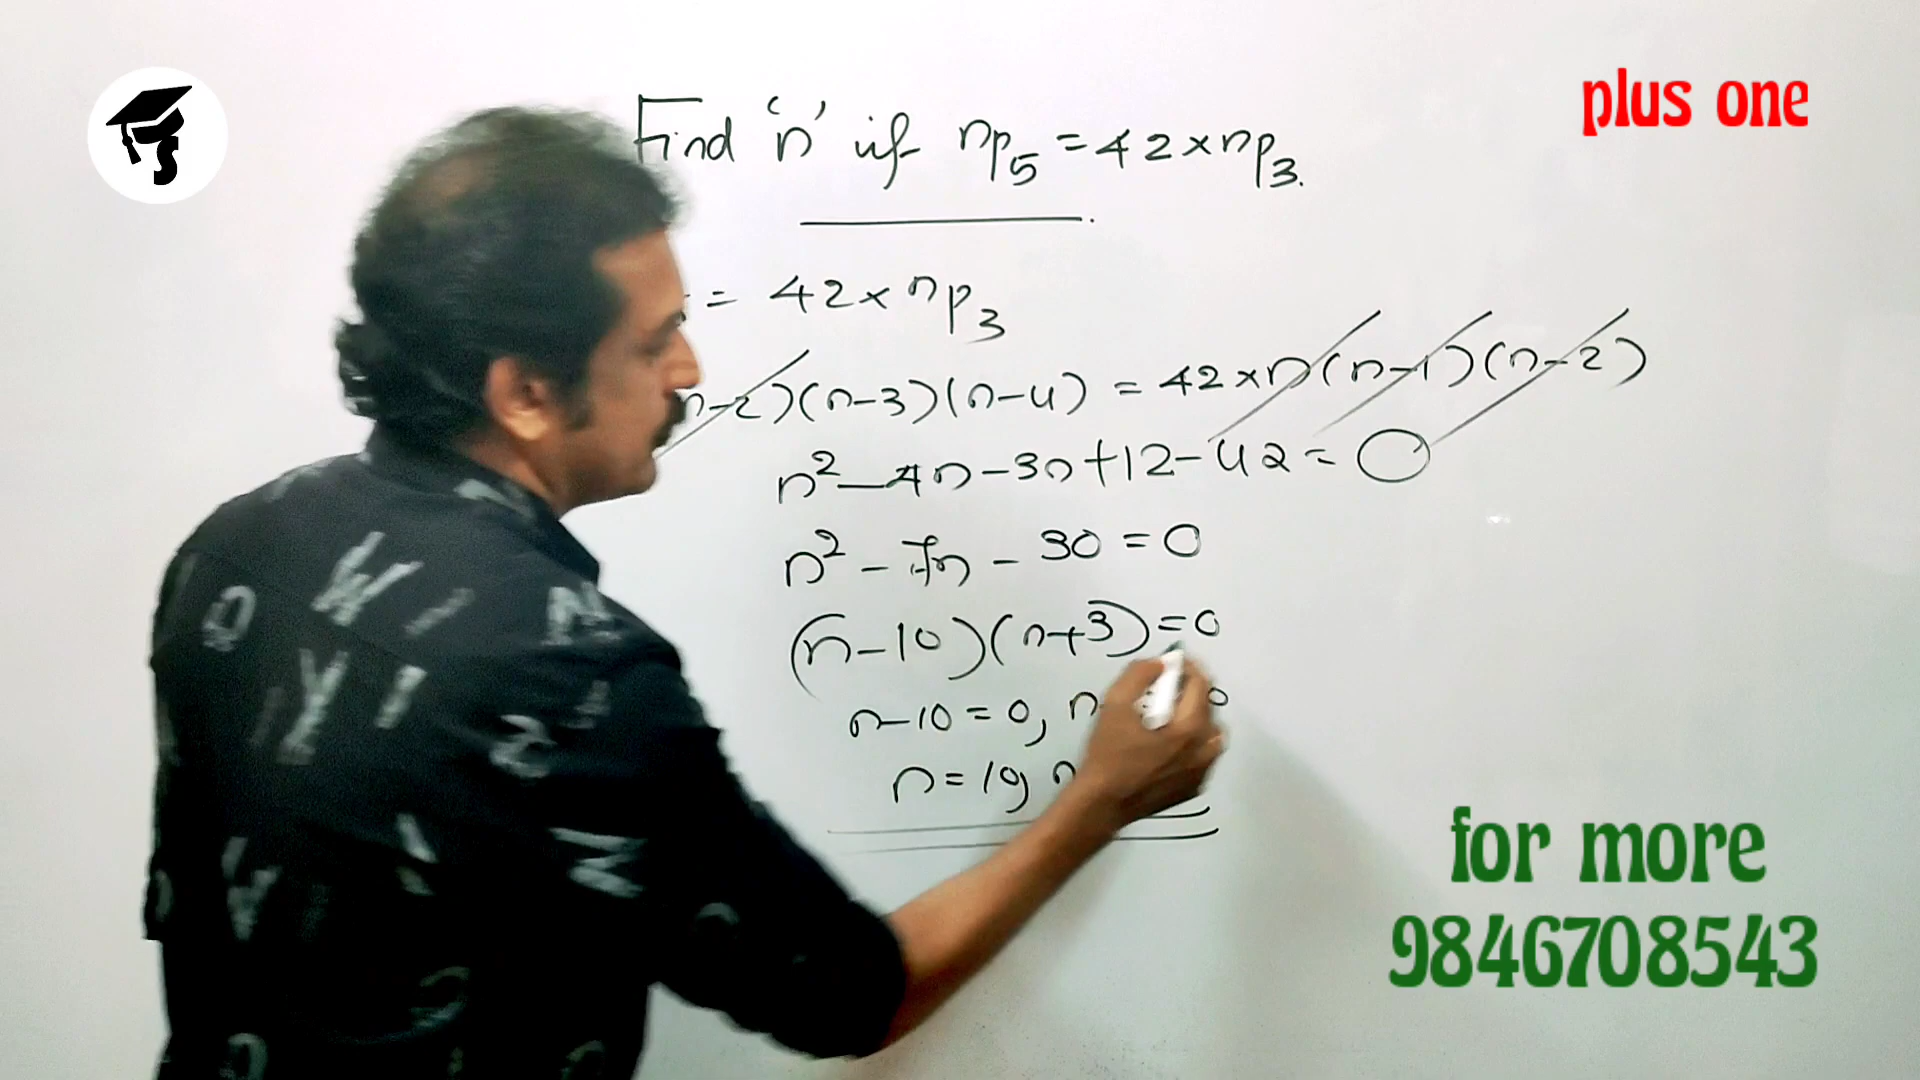 plus one
Find 'n' if nP5 = 42 × nP3.
= 42 × nP3
n-2)(n-3)(n-4) = 42 × n(n-1)(n-2)
n² - 4n - 3n + 12 - 42 = 0
n² - 7n - 30 = 0
(n-10)(n+3) = 0
n-10 = 0, n
n = 10, n
for more
9846708543